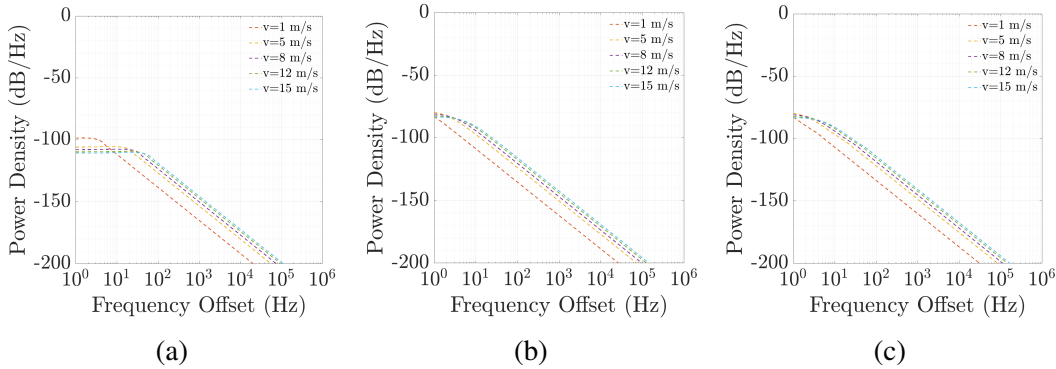 Power Density (dB/Hz)
0
-50
-100
-150
-200
v=1 m/s
v=5 m/s
v=8 m/s
v=12 m/s
v=15 m/s
10^0 10^1 10^2 10^3 10^4 10^5 10^6
Frequency Offset (Hz)
(a)
Power Density (dB/Hz)
0
-50
-100
-150
-200
v=1 m/s
v=5 m/s
v=8 m/s
v=12 m/s
v=15 m/s
10^0 10^1 10^2 10^3 10^4 10^5 10^6
Frequency Offset (Hz)
(b)
Power Density (dB/Hz)
0
-50
-100
-150
-200
v=1 m/s
v=5 m/s
v=8 m/s
v=12 m/s
v=15 m/s
10^0 10^1 10^2 10^3 10^4 10^5 10^6
Frequency Offset (Hz)
(c)